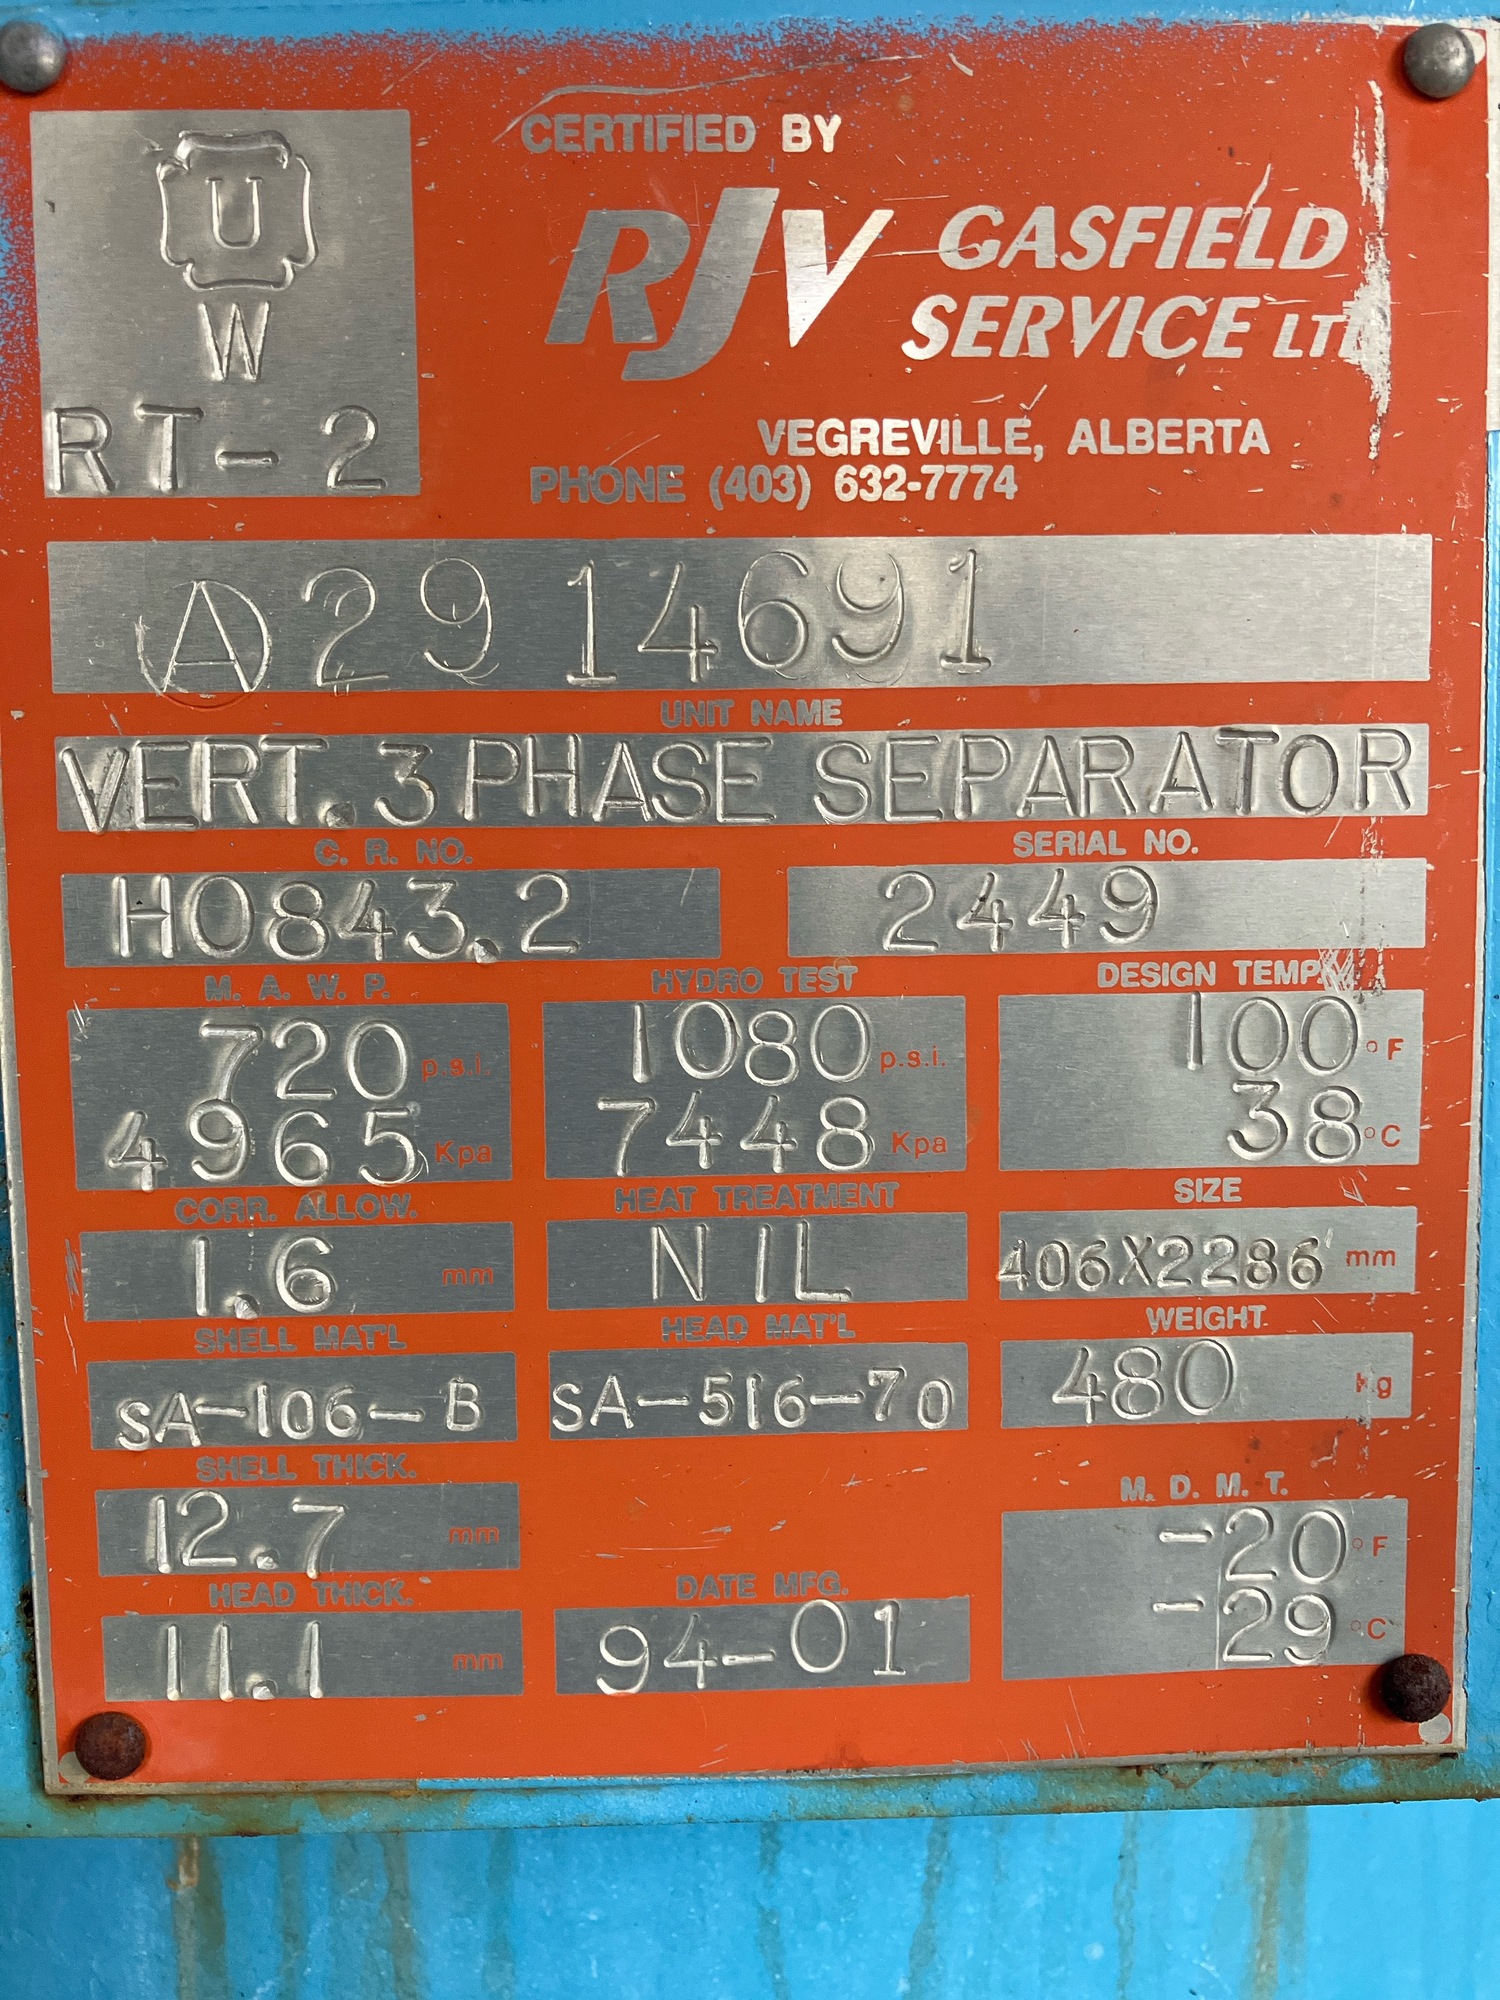 U
W
RT-2
CERTIFIED BY
RJV GASFIELD
SERVICE LTD
VEGREVILLE, ALBERTA
PHONE (403) 632-7774
A 2914691
UNIT NAME
VERT. 3 PHASE SEPARATOR
C. R. NO. SERIAL NO.
H0843.2 2449
M. A. W. P. HYDRO TEST DESIGN TEMP.
720 p.s.i. 1080 p.s.i. 100 °F
4965 Kpa 7448 Kpa 38 °C
CORR. ALLOW. HEAT TREATMENT SIZE
1.6 mm NIL 406X2286 mm
SHELL MAT'L HEAD MAT'L WEIGHT
SA-106-B SA-516-70 480 Kg
SHELL THICK. M. D. M. T.
12.7 mm -20 °F
HEAD THICK. DATE MFG. -29 °C
11.1 mm 94-01